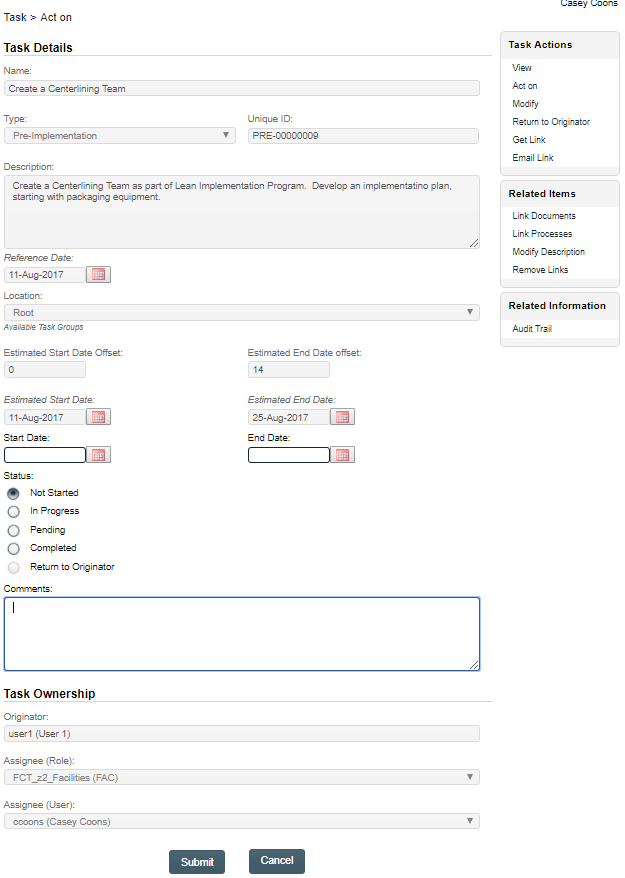 Casey Coons
Task > Act on
Task Details
Name:
Create a Centerlining Team
Type:
Unique ID:
Pre-Implementation
PRE-00000009
Description:
Create a Centerlining Team as part of Lean Implementation Program. Develop an implementatino plan,
starting with packaging equipment.
Reference Date:
11-Aug-2017
Location:
Root
Available Task Groups
Estimated Start Date Offset:
Estimated End Date offset:
0
14
Estimated Start Date:
Estimated End Date:
11-Aug-2017
25-Aug-2017
Start Date:
End Date:
Status:
Not Started
In Progress
Pending
Completed
Return to Originator
Comments:
Task Ownership
Originator:
user1 (User 1)
Assignee (Role):
FCT_z2_Facilities (FAC)
Assignee (User):
ccoons (Casey Coons)
Submit
Cancel
Task Actions
View
Act on
Modify
Return to Originator
Get Link
Email Link
Related Items
Link Documents
Link Processes
Modify Description
Remove Links
Related Information
Audit Trail